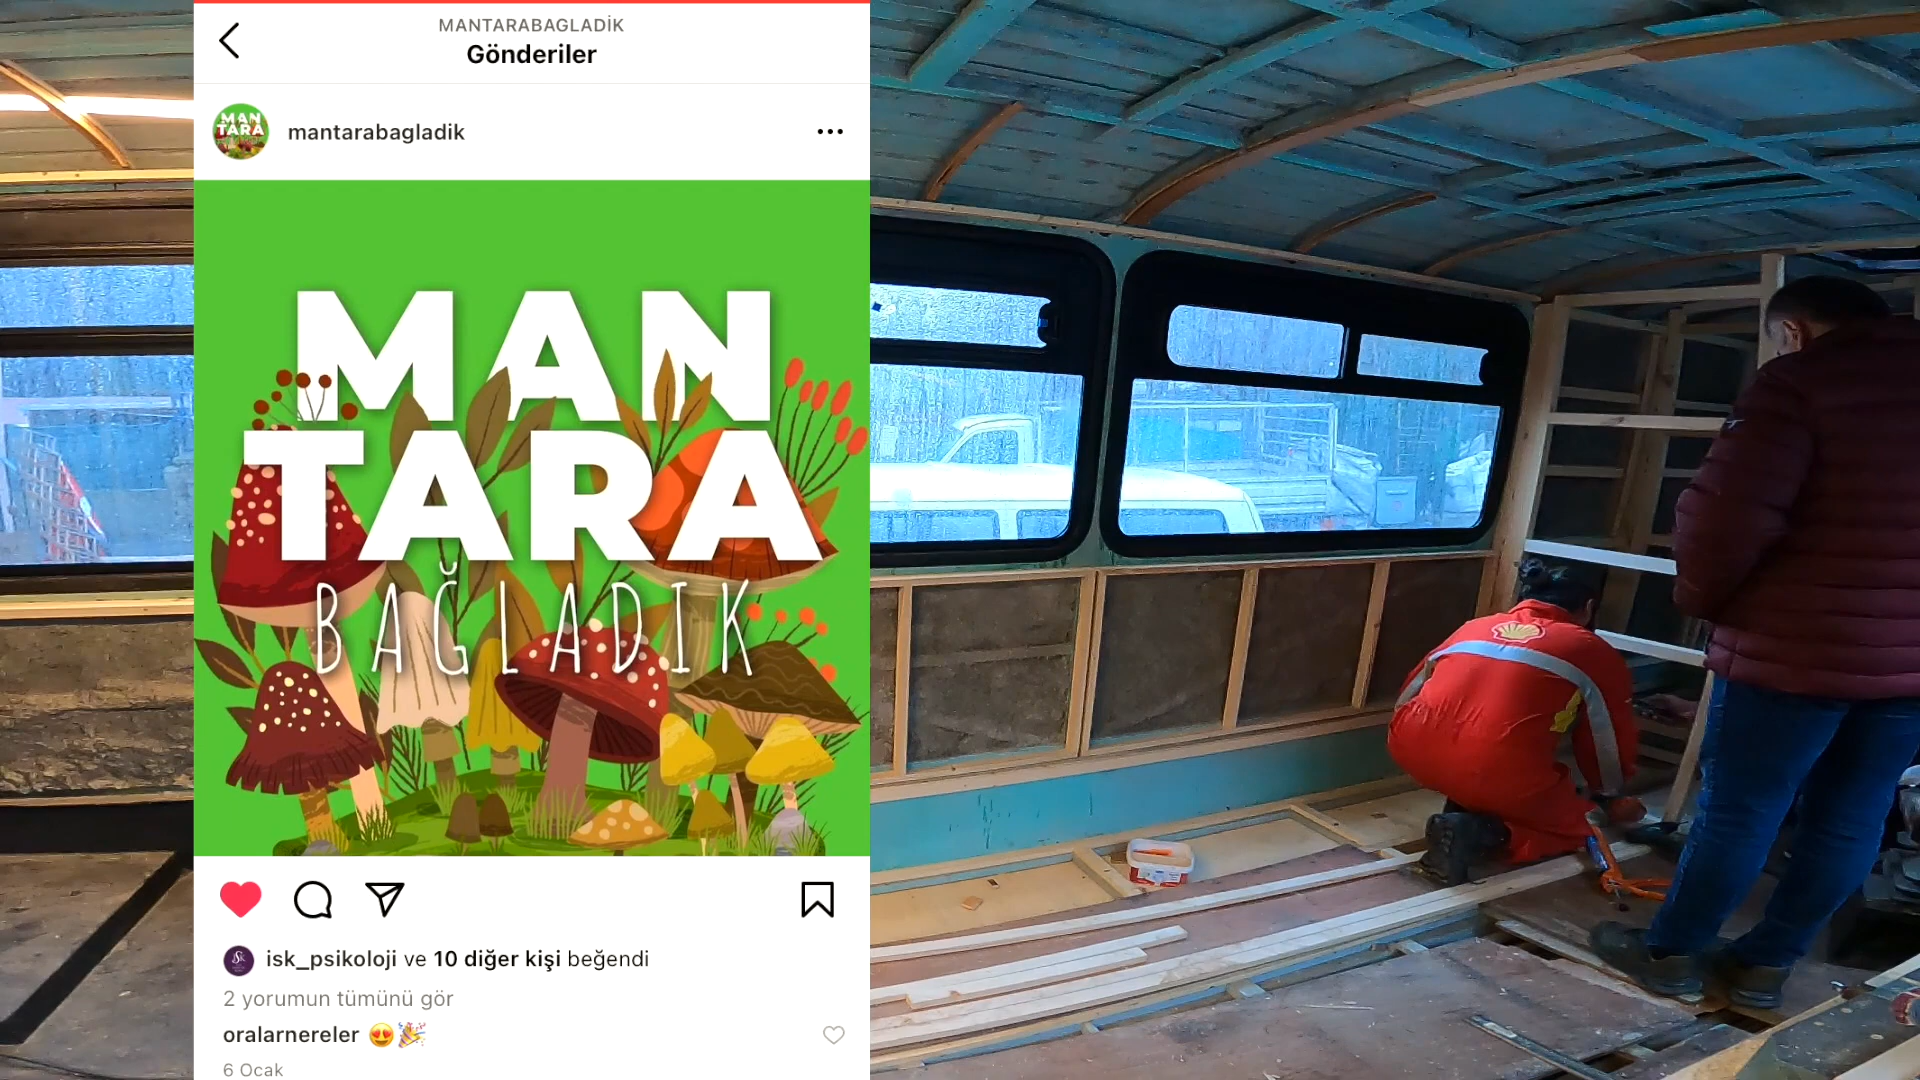 MANTARABAGLADİK
Gönderiler
MAN
TARA
mantarabagladik
MAN
TARA
BAĞLADIK
isk_psikoloji ve 10 diğer kişi beğendi
2 yorumun tümünü gör
oralarnereler 😍🎉
6 Ocak